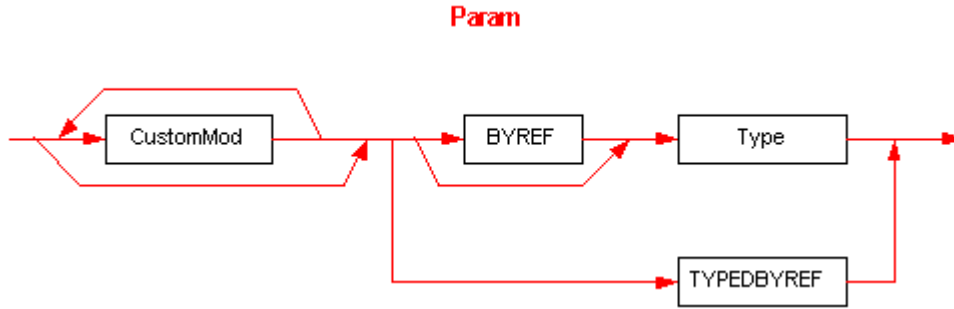 Param
CustomMod
BYREF
Type
TYPEDBYREF